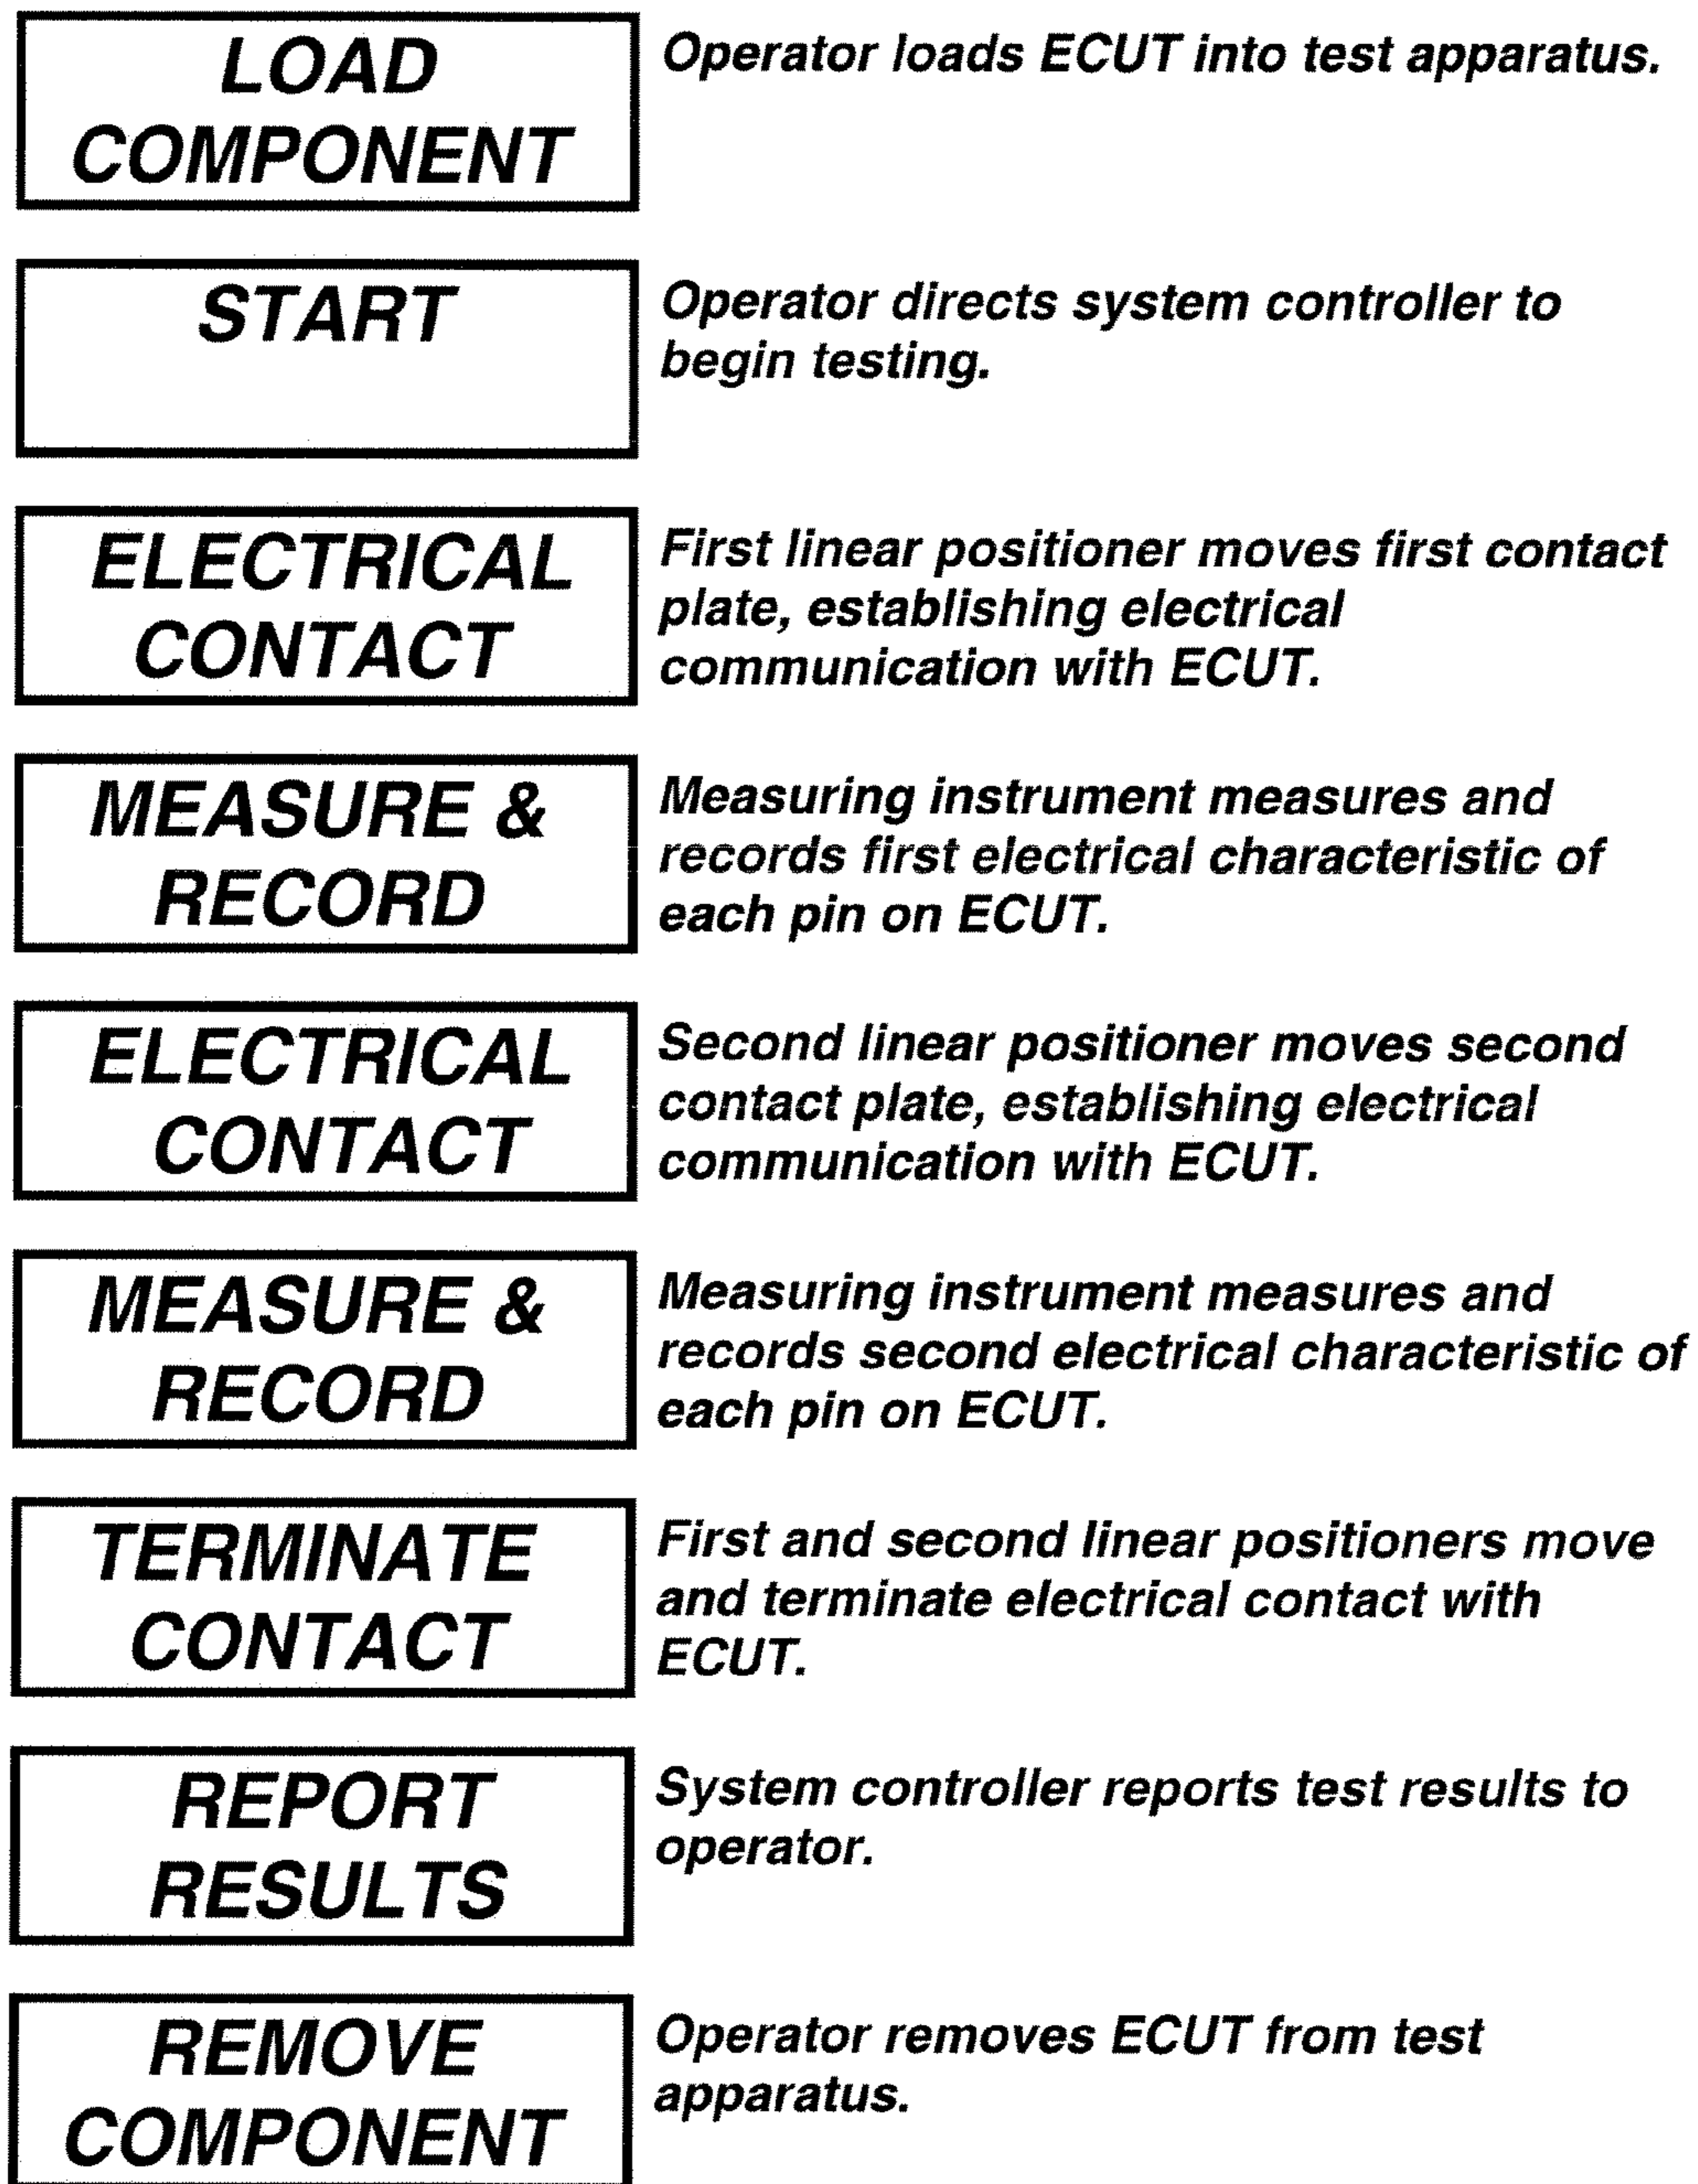 LOAD
COMPONENT
Operator loads ECUT into test apparatus.
START
Operator directs system controller to
begin testing.
ELECTRICAL
CONTACT
First linear positioner moves first contact
plate, establishing electrical
communication with ECUT.
MEASURE &
RECORD
Measuring instrument measures and
records first electrical characteristic of
each pin on ECUT.
ELECTRICAL
CONTACT
Second linear positioner moves second
contact plate, establishing electrical
communication with ECUT.
MEASURE &
RECORD
Measuring instrument measures and
records second electrical characteristic of
each pin on ECUT.
TERMINATE
CONTACT
First and second linear positioners move
and terminate electrical contact with
ECUT.
REPORT
RESULTS
System controller reports test results to
operator.
REMOVE
COMPONENT
Operator removes ECUT from test
apparatus.